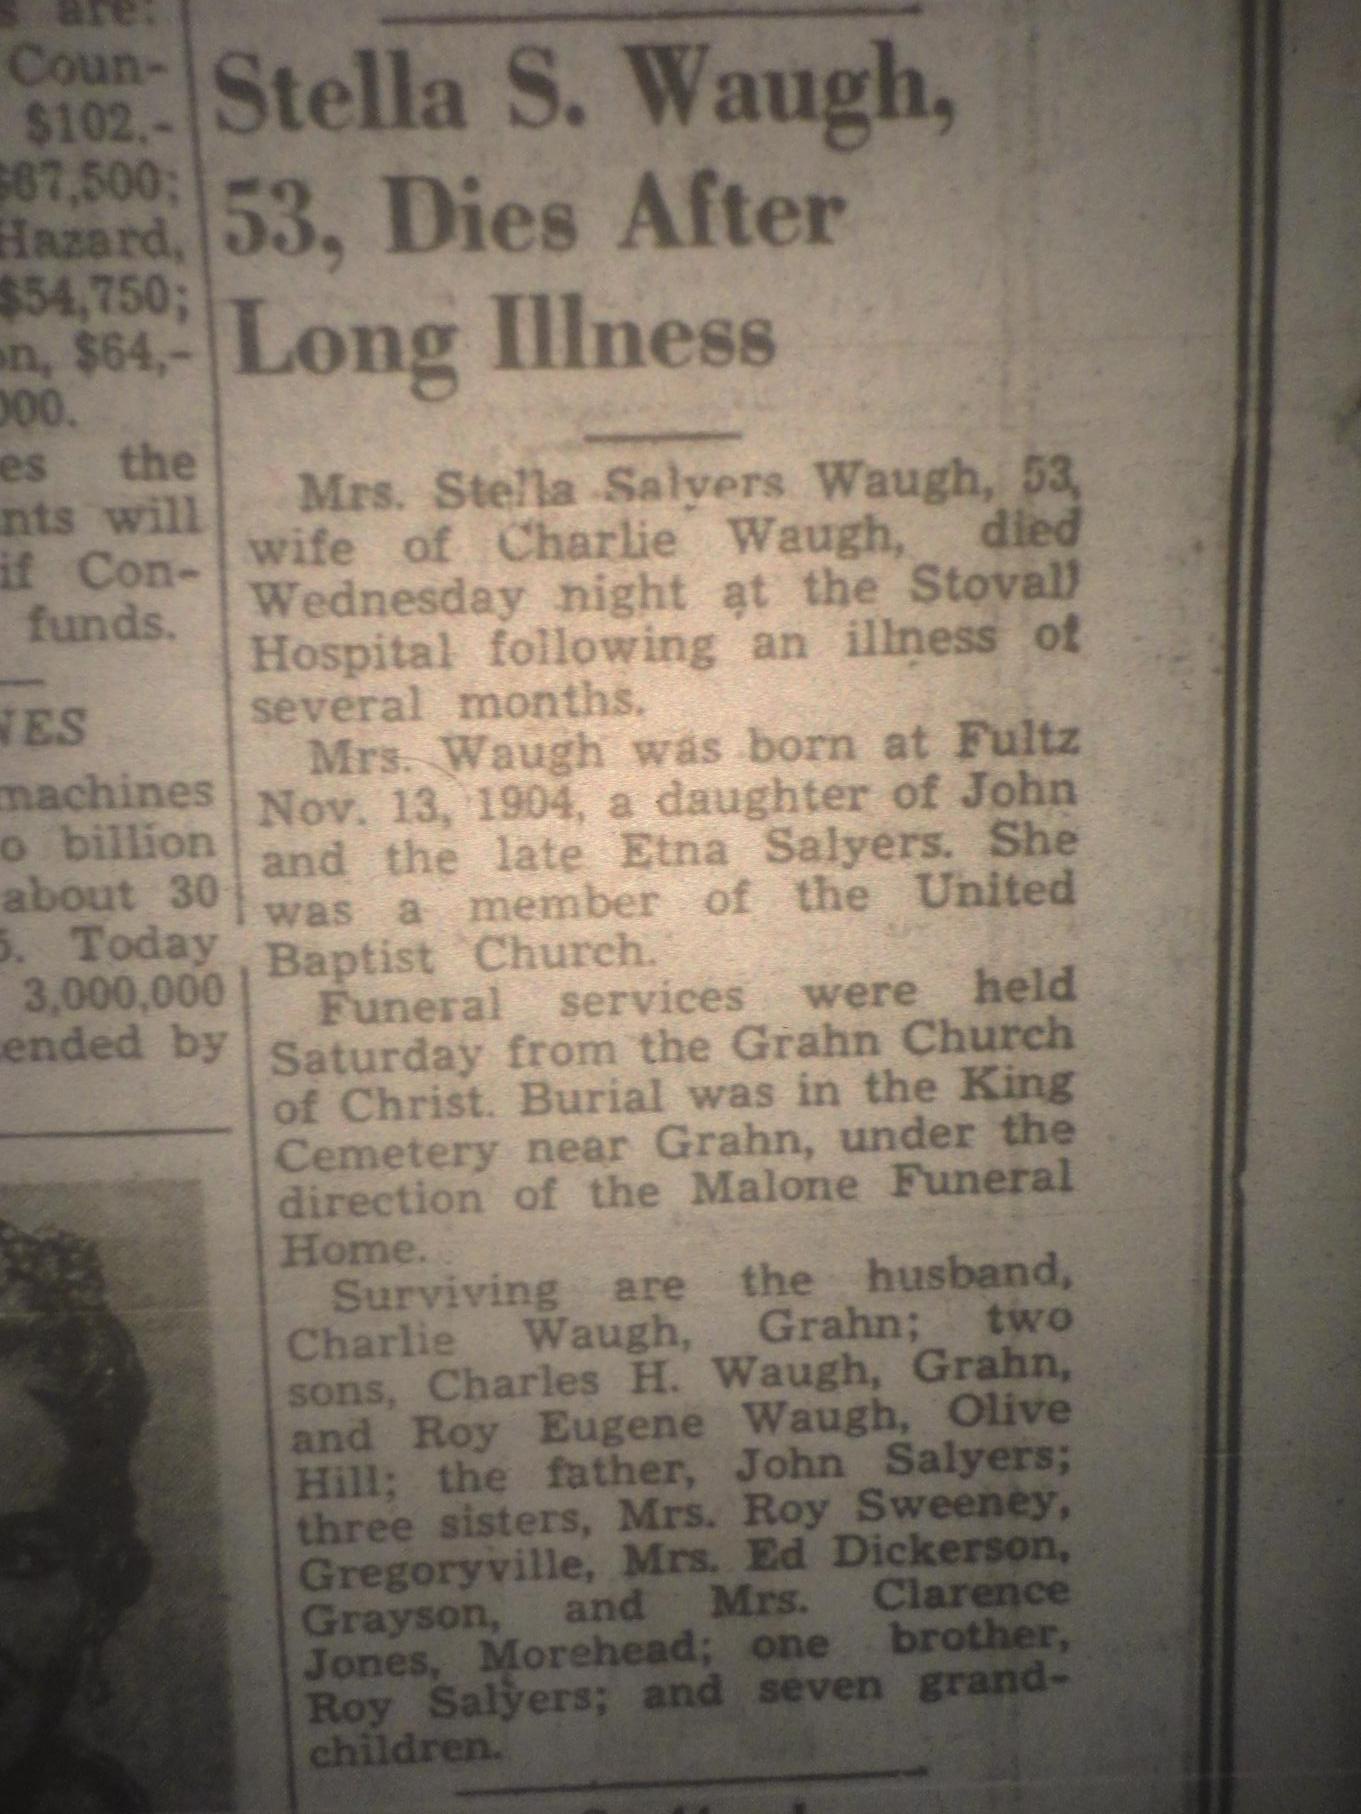 s are:
Coun-
$102,-
$67,500;
Hazard,
$54,750;
on, $64,-
000.
es the
nts will
if Con-
funds.
NES
machines
o billion
about 30
5. Today
3,000,000
ended by
Stella S. Waugh,
53, Dies After
Long Illness
Mrs. Stella Salyers Waugh, 53,
wife of Charlie Waugh, died
Wednesday night at the Stovall
Hospital following an illness of
several months.
Mrs. Waugh was born at Fultz
Nov. 13, 1904, a daughter of John
and the late Etna Salyers. She
was a member of the United
Baptist Church.
Funeral services were held
Saturday from the Grahn Church
of Christ. Burial was in the King
Cemetery near Grahn, under the
direction of the Malone Funeral
Home.
Surviving are the husband,
Charlie Waugh, Grahn; two
sons, Charles H. Waugh, Grahn,
and Roy Eugene Waugh, Olive
Hill; the father, John Salyers;
three sisters, Mrs. Roy Sweeney,
Gregoryville, Mrs. Ed Dickerson,
Grayson, and Mrs. Clarence
Jones, Morehead; one brother,
Roy Salyers; and seven grand-
children.